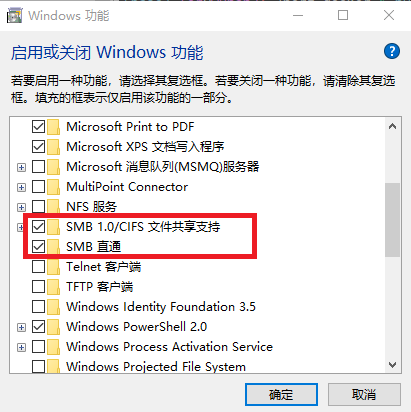 Windows 功能
启用或关闭 Windows 功能
若要启用一种功能，请选择其复选框。若要关闭一种功能，请清除其复选
框。填充的框表示仅启用该功能的一部分。
Microsoft Print to PDF
Microsoft XPS 文档写入程序
Microsoft 消息队列(MSMQ)服务器
MultiPoint Connector
NFS 服务
SMB 1.0/CIFS 文件共享支持
SMB 直通
Telnet 客户端
TFTP 客户端
Windows Identity Foundation 3.5
Windows PowerShell 2.0
Windows Process Activation Service
Windows Projected File System
确定
取消